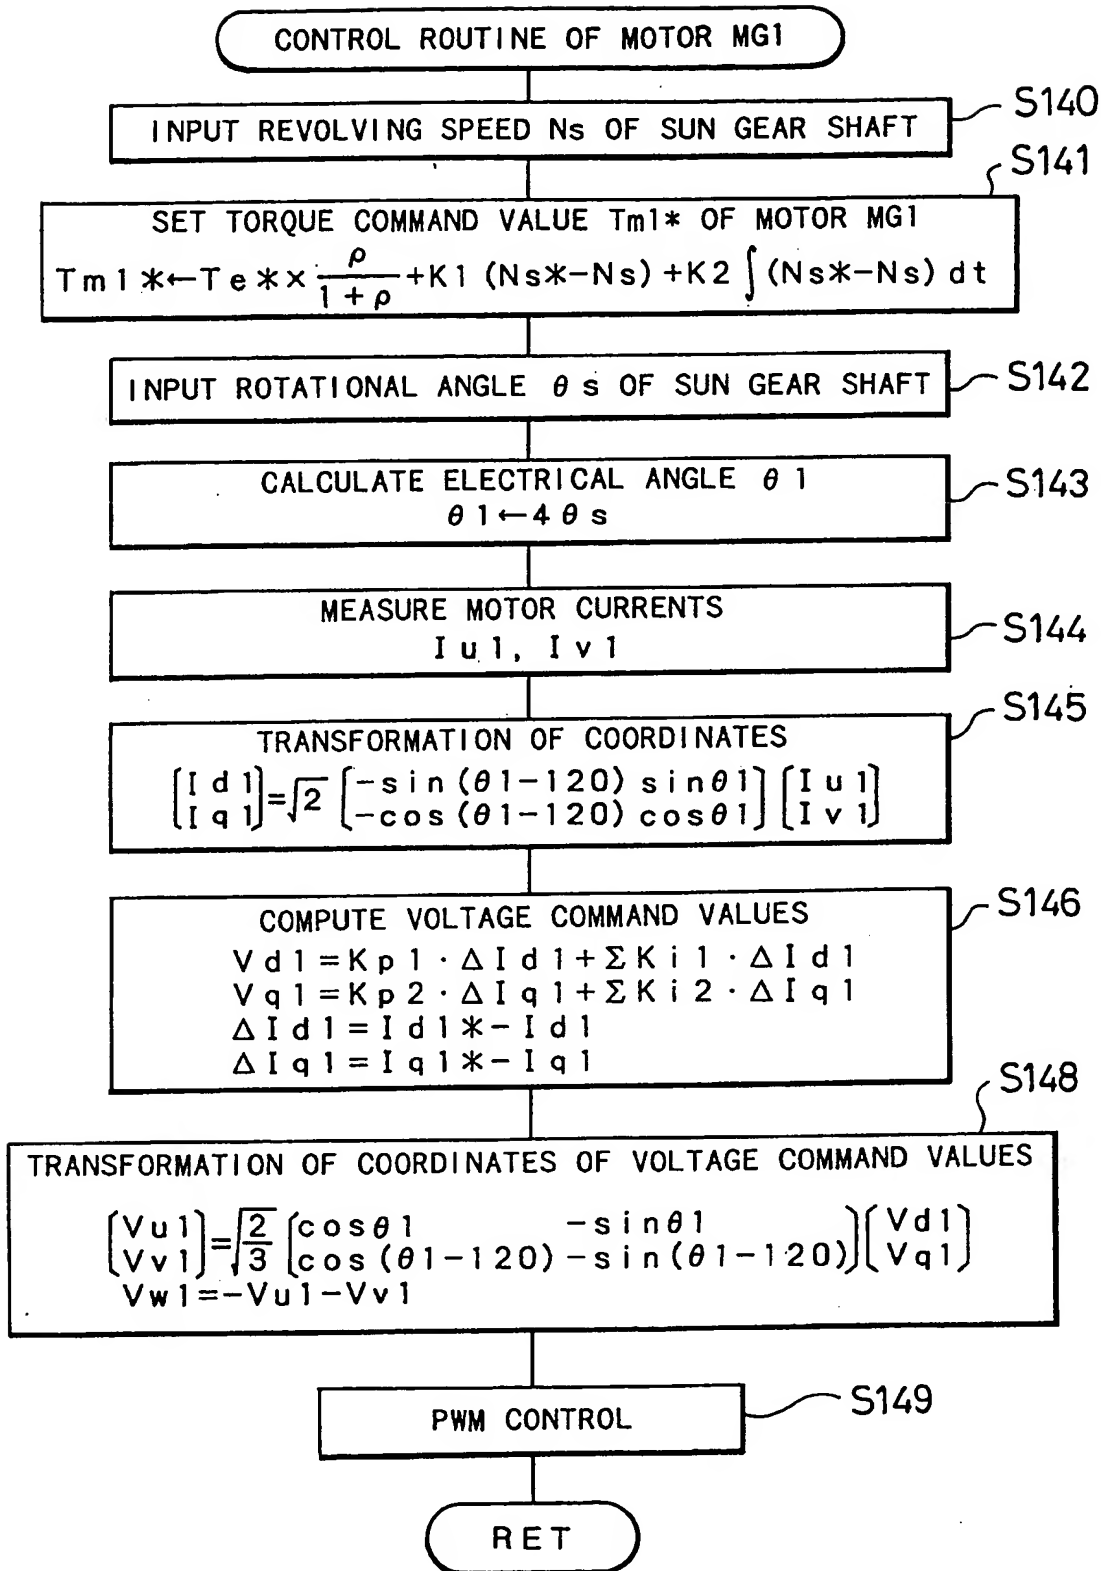 CONTROL ROUTINE OF MOTOR MG1
INPUT REVOLVING SPEED Ns OF SUN GEAR SHAFT
S140
S141
SET TORQUE COMMAND VALUE Tm1* OF MOTOR MG1
Tm1*←Te*×ρ/(1+ρ)+K1(Ns*-Ns)+K2∫(Ns*-Ns)dt
INPUT ROTATIONAL ANGLE θs OF SUN GEAR SHAFT
S142
CALCULATE ELECTRICAL ANGLE θ1
θ1←4θs
S143
MEASURE MOTOR CURRENTS
Iu1, Iv1
S144
S145
TRANSFORMATION OF COORDINATES
[Id1]=√2 [-sin(θ1-120) sinθ1] [Iu1]
[Iq1] [-cos(θ1-120) cosθ1] [Iv1]
S146
COMPUTE VOLTAGE COMMAND VALUES
Vd1=Kp1·ΔId1+ΣKi1·ΔId1
Vq1=Kp2·ΔIq1+ΣKi2·ΔIq1
ΔId1=Id1*-Id1
ΔIq1=Iq1*-Iq1
S148
TRANSFORMATION OF COORDINATES OF VOLTAGE COMMAND VALUES
[Vu1]=√(2/3) [cosθ1 -sinθ1] [Vd1]
[Vv1] [cos(θ1-120) -sin(θ1-120)] [Vq1]
Vw1=-Vu1-Vv1
PWM CONTROL
S149
RET